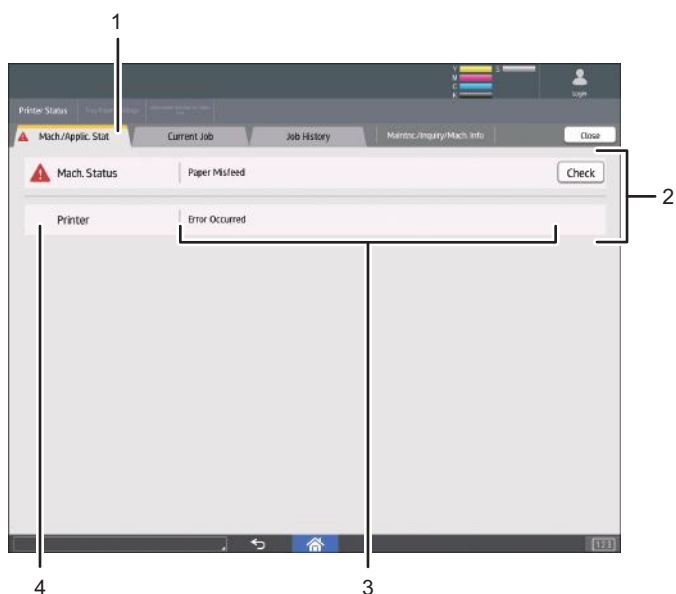 1
Y
S
M
C
K
Login
Printer Status
Mach./Applic. Stat
Current Job
Job History
Maintnc./Inquiry/Mach. Info
Close
Mach. Status
Paper Misfeed
Check
2
Printer
Error Occurred
4
3